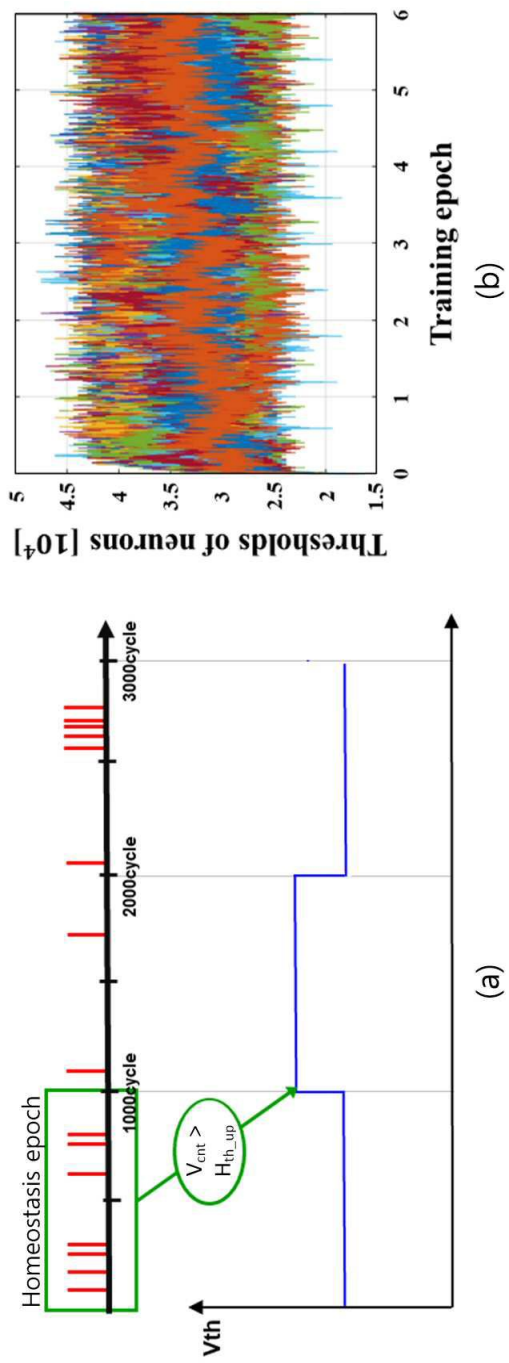 Homeostasis epoch
1000cycle
2000cycle
3000cycle
Vcnt >
Hth_up
Vth
(a)
Thresholds of neurons [10⁴]
5
4.5
4
3.5
3
2.5
2
1.5
0
1
2
3
4
5
6
Training epoch
(b)